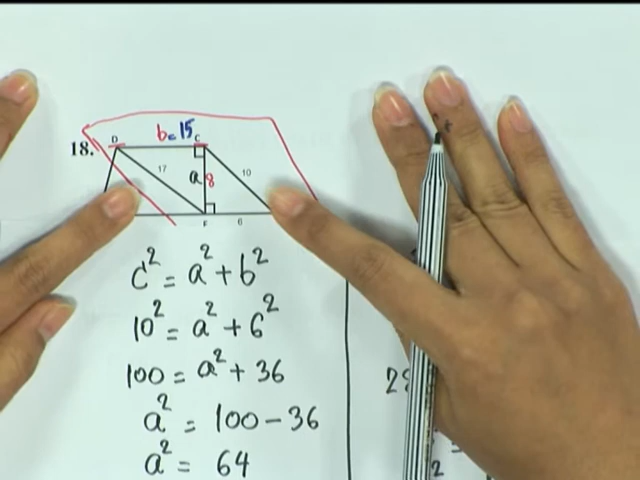 b=15
18. D C
17 a 8 10
F 6
c² = a² + b²
10² = a² + 6²
100 = a² + 36
a² = 100 - 36
a² = 64
2